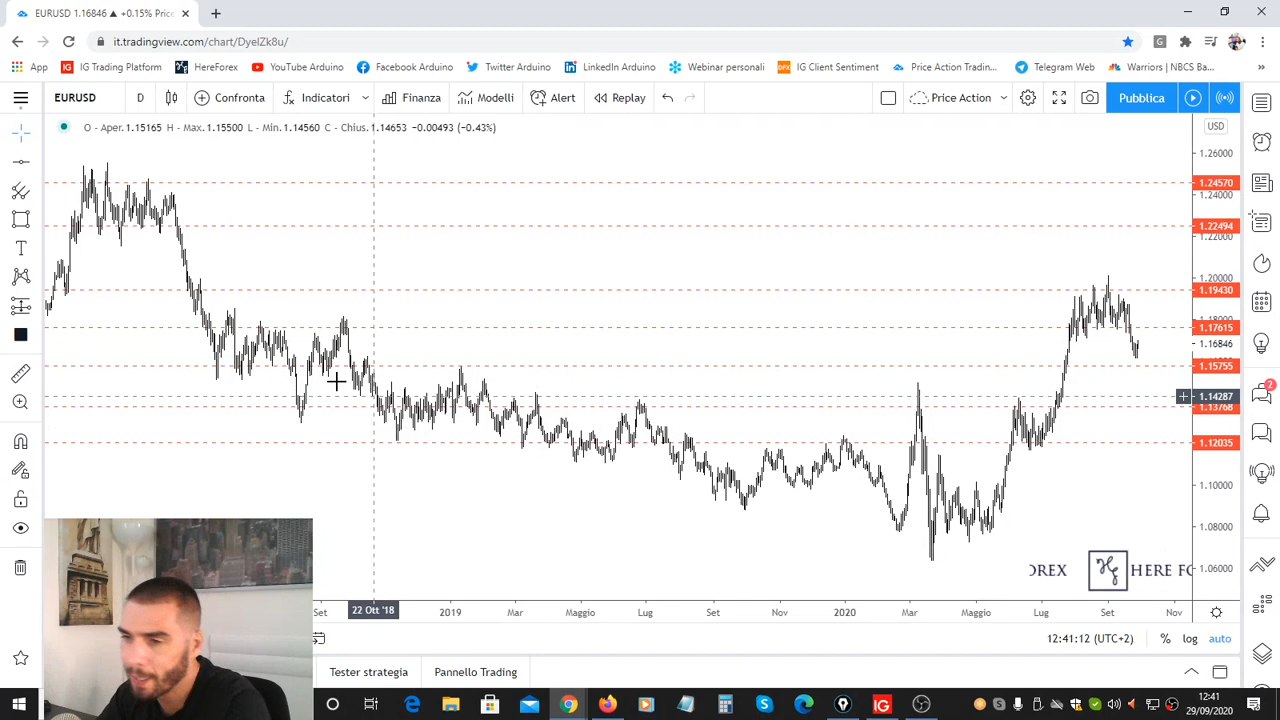 EURUSD 1.16846 ▲ +0.15% Price
it.tradingview.com/chart/DyelZk8u/
App IG Trading Platform HereForex YouTube Arduino Facebook Arduino Twitter Arduino LinkedIn Arduino Webinar personali IG Client Sentiment Price Action Tradin... Telegram Web Warriors | NBCS Ba... »
EURUSD D Confronta Indicatori Finanza Modelli Alert Replay Price Action Pubblica
O - Aper. 1.15165 H - Max. 1.15500 L - Min. 1.14560 C - Chius. 1.14653 -0.00493 (-0.43%)
USD
1.26000
1.24570
1.24000
1.22494
1.22000
1.20000
1.19430
1.18000
1.17615
1.16846
1.15755
1.14287
1.13768
1.12035
1.10000
1.08000
1.06000
2
OREX HF HERE FO
Set 22 Ott '18 2019 Mar Maggio Lug Set Nov 2020 Mar Maggio Lug Set Nov
12:41:12 (UTC+2) % log auto
Tester strategia Pannello Trading
12:41
29/09/2020